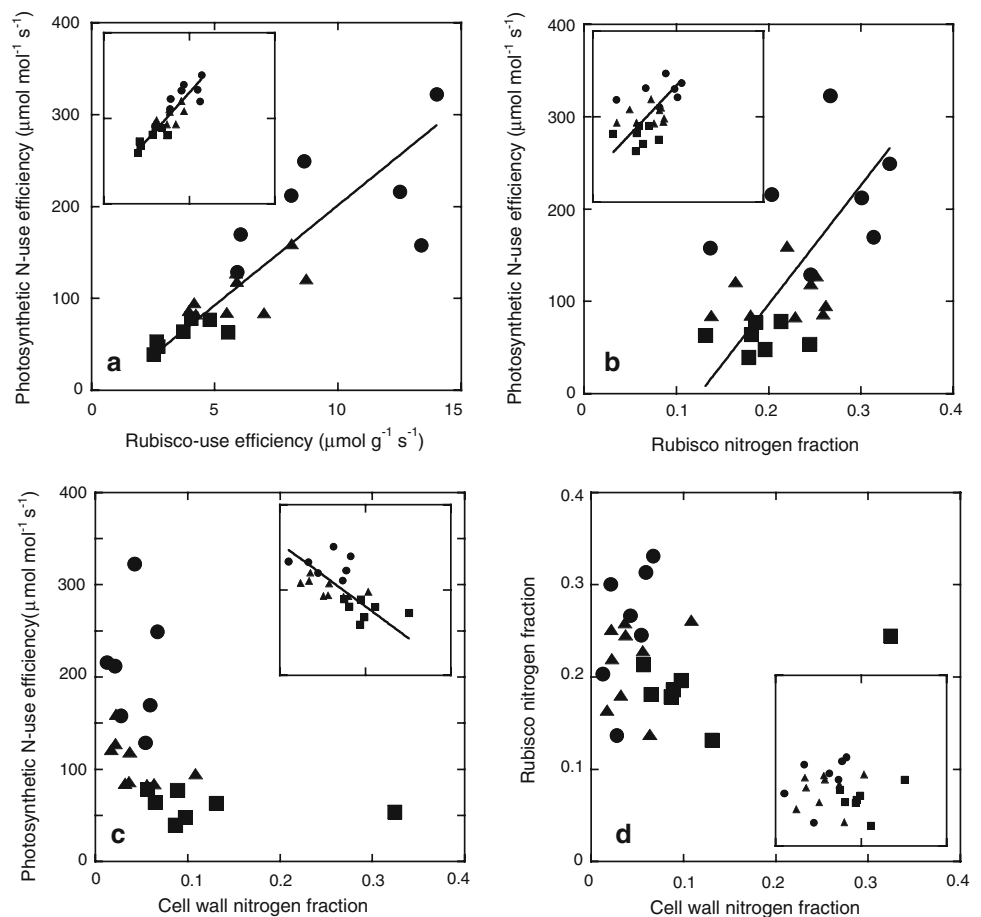 400
300
200
100
0
Photosynthetic N-use efficiency (μmol mol⁻¹ s⁻¹)
a
0 5 10 15
Rubisco-use efficiency (μmol g⁻¹ s⁻¹)
400
300
200
100
0
Photosynthetic N-use efficiency (μmol mol⁻¹ s⁻¹)
b
0 0.1 0.2 0.3 0.4
Rubisco nitrogen fraction
400
300
200
100
0
Photosynthetic N-use efficiency(μmol mol⁻¹ s⁻¹)
c
0 0.1 0.2 0.3 0.4
Cell wall nitrogen fraction
0.4
0.3
0.2
0.1
0
Rubisco nitrogen fraction
d
0 0.1 0.2 0.3 0.4
Cell wall nitrogen fraction